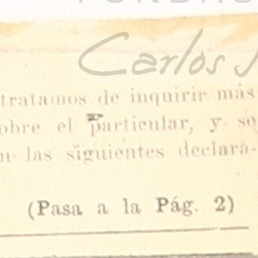 Carlos J
tratamos de inquirir más
obre el particular, y se
n las siguientes declara-
(Pasa a la Pág. 2)